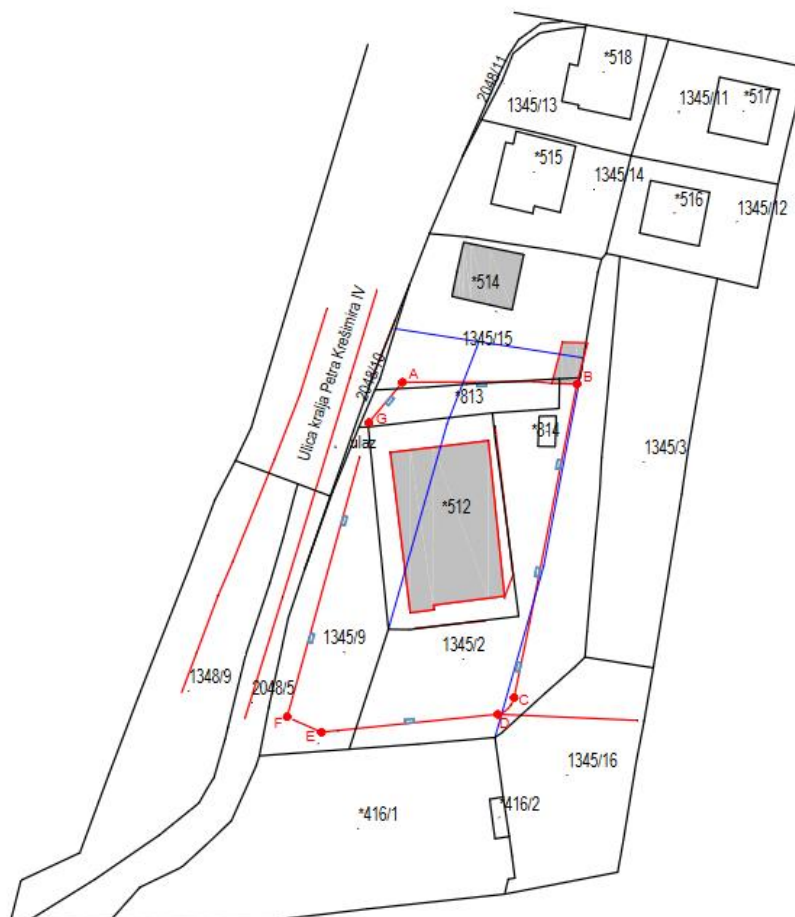 *518
2048/11
1345/13
1345/11
*517
*515
1345/14
*516
1345/12
*514
1345/15
Ulica kralja Petra Krešimira IV
2048/10
A
B
*813
G
ulaz
*814
1345/3
*512
1345/9
1345/2
1348/9
2048/5
C
D
F
E
1345/16
*416/1
*416/2